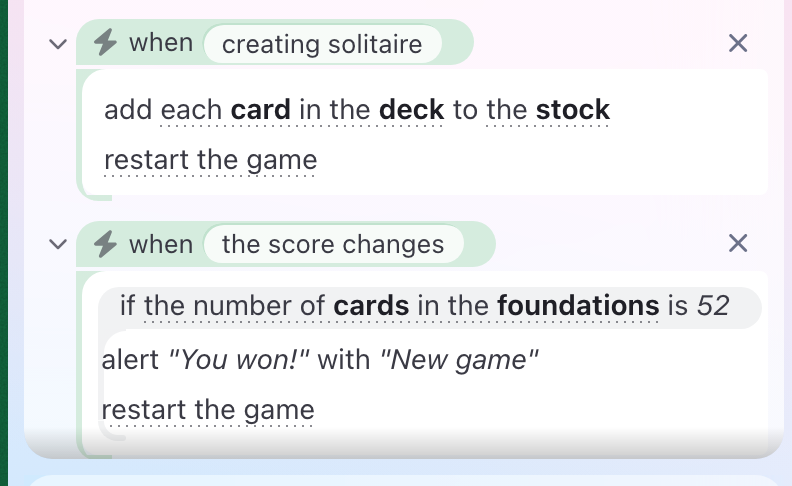 when creating solitaire
add each card in the deck to the stock
restart the game
when the score changes
if the number of cards in the foundations is 52
alert "You won!" with "New game"
restart the game